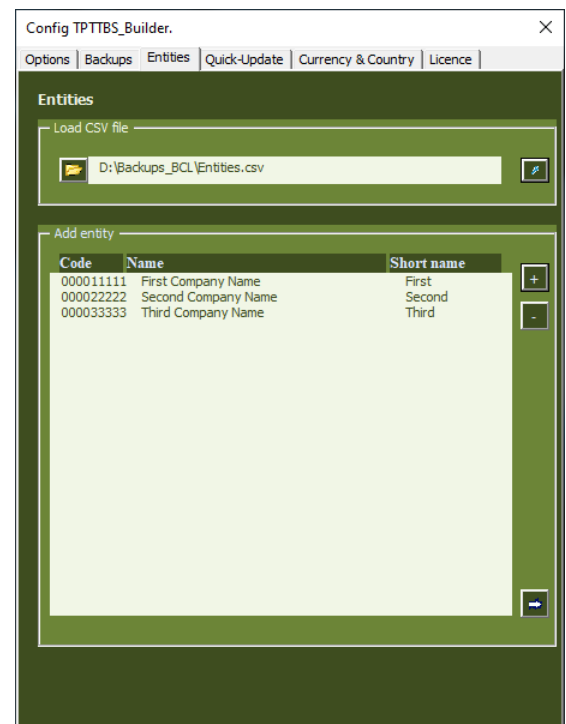 Config TPTTBS_Builder.
Options Backups Entities Quick-Update Currency & Country Licence
Entities
Load CSV file
D:\Backups_BCL\Entities.csv
Add entity
Code Name Short name
000011111 First Company Name First
000022222 Second Company Name Second
000033333 Third Company Name Third
+
-